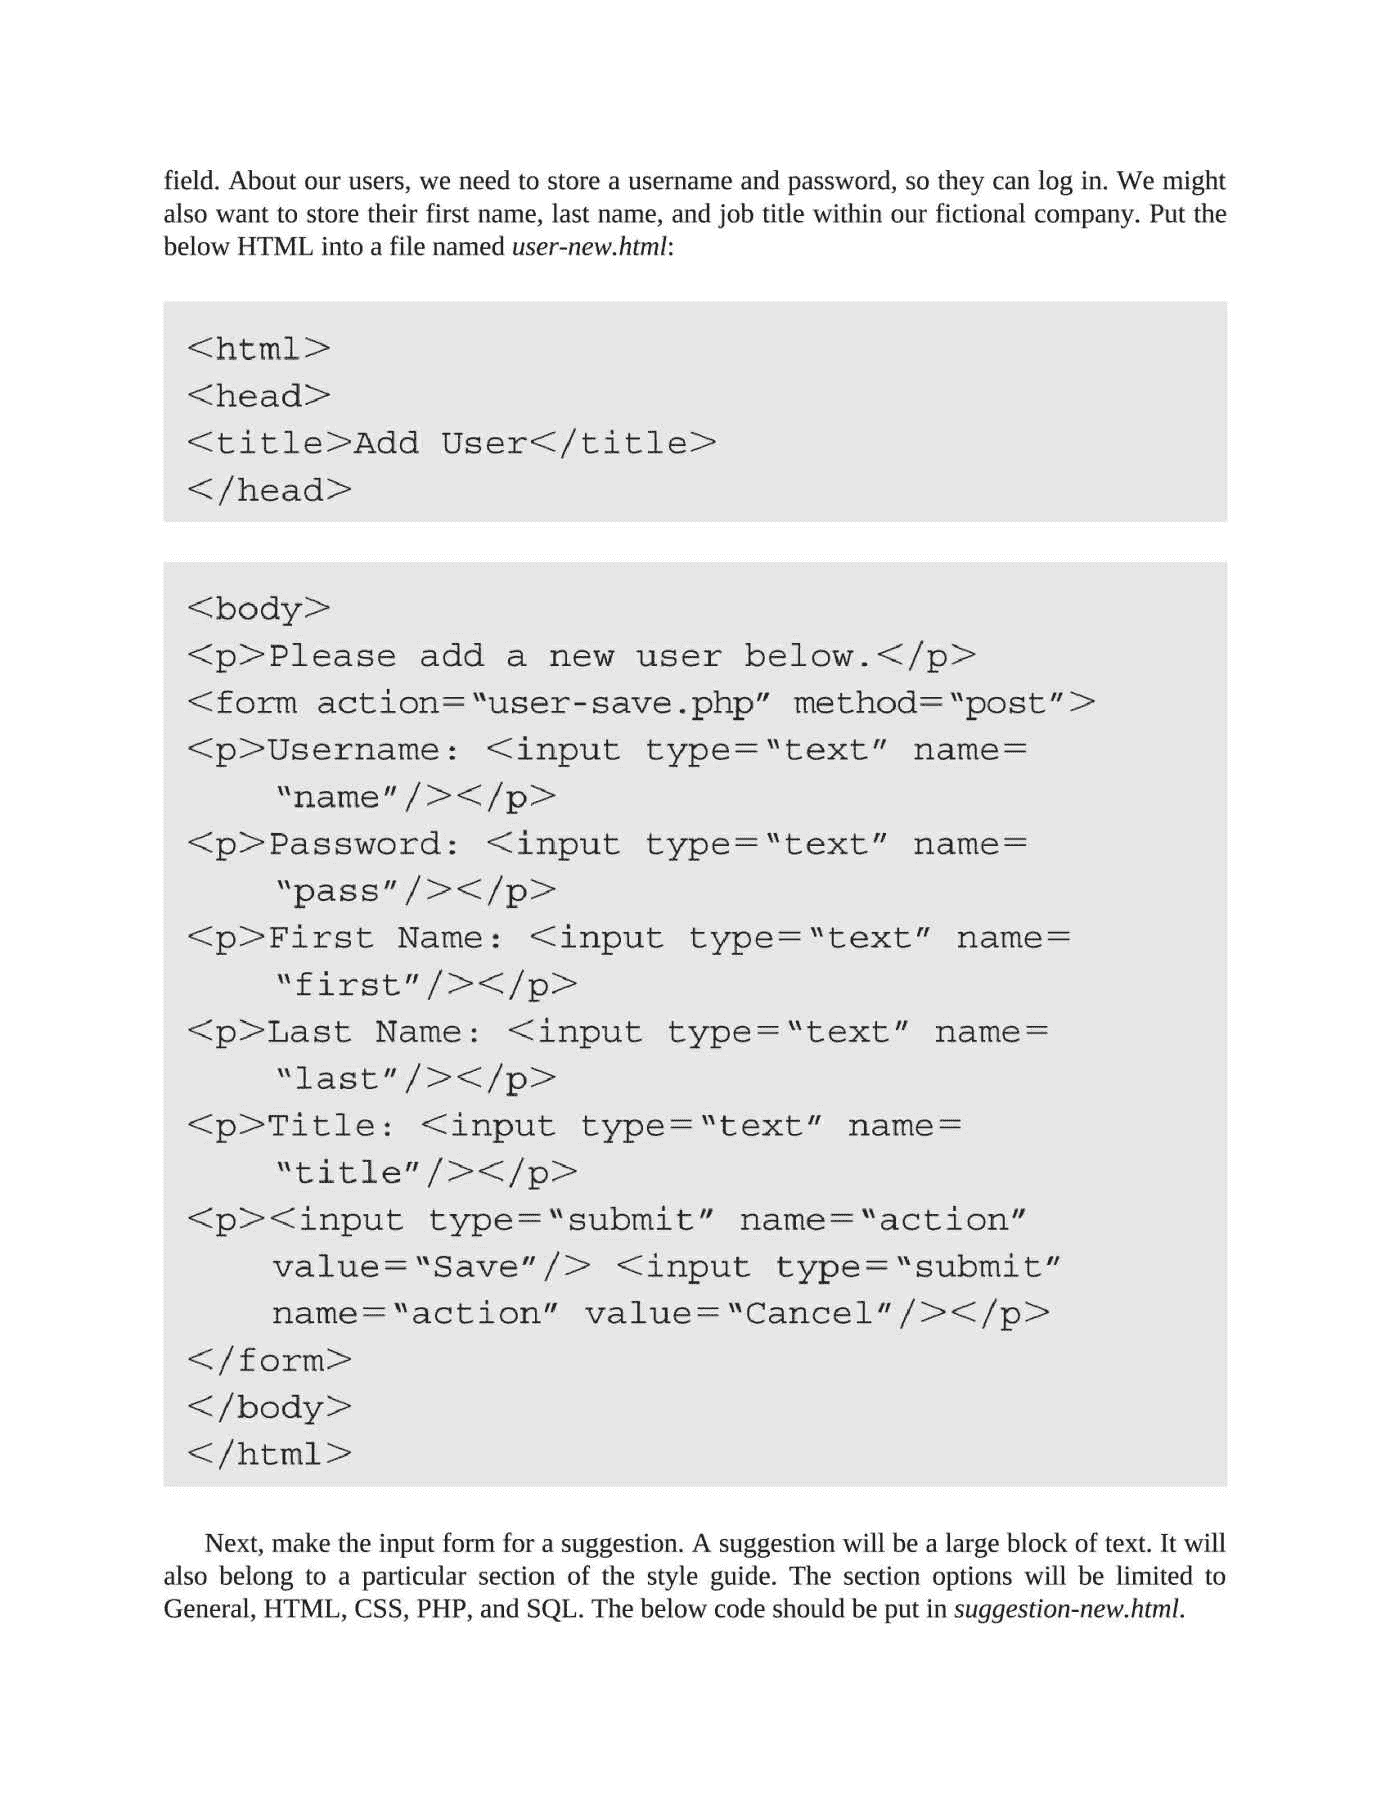 field. About our users, we need to store a username and password, so they can log in. We might
also want to store their first name, last name, and job title within our fictional company. Put the
below HTML into a file named user-new.html:
<html>
<head>
<title>Add User</title>
</head>
<body>
<p>Please add a new user below.</p>
<form action=“user-save.php” method=“post”>
<p>Username: <input type=“text” name=
“name”/></p>
<p>Password: <input type=“text” name=
“pass”/></p>
<p>First Name: <input type=“text” name=
“first”/></p>
<p>Last Name: <input type=“text” name=
“last”/></p>
<p>Title: <input type=“text” name=
“title”/></p>
<p><input type=“submit” name=“action”
value=“Save”/> <input type=“submit”
name=“action” value=“Cancel”/></p>
</form>
</body>
</html>
Next, make the input form for a suggestion. A suggestion will be a large block of text. It will
also belong to a particular section of the style guide. The section options will be limited to
General, HTML, CSS, PHP, and SQL. The below code should be put in suggestion-new.html.